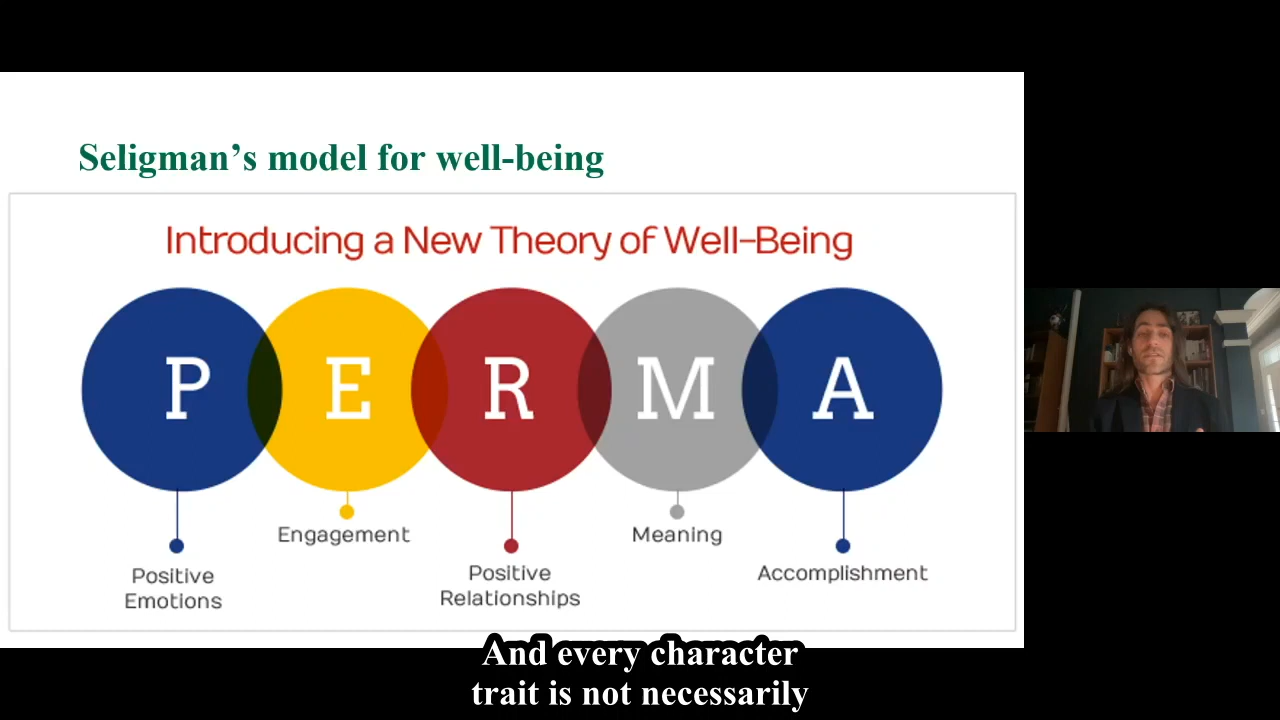 Seligman’s model for well-being
Introducing a New Theory of Well-Being
P E R M A
Engagement
Meaning
Positive
Emotions
Positive
Relationships
Accomplishment
And every character
trait is not necessarily